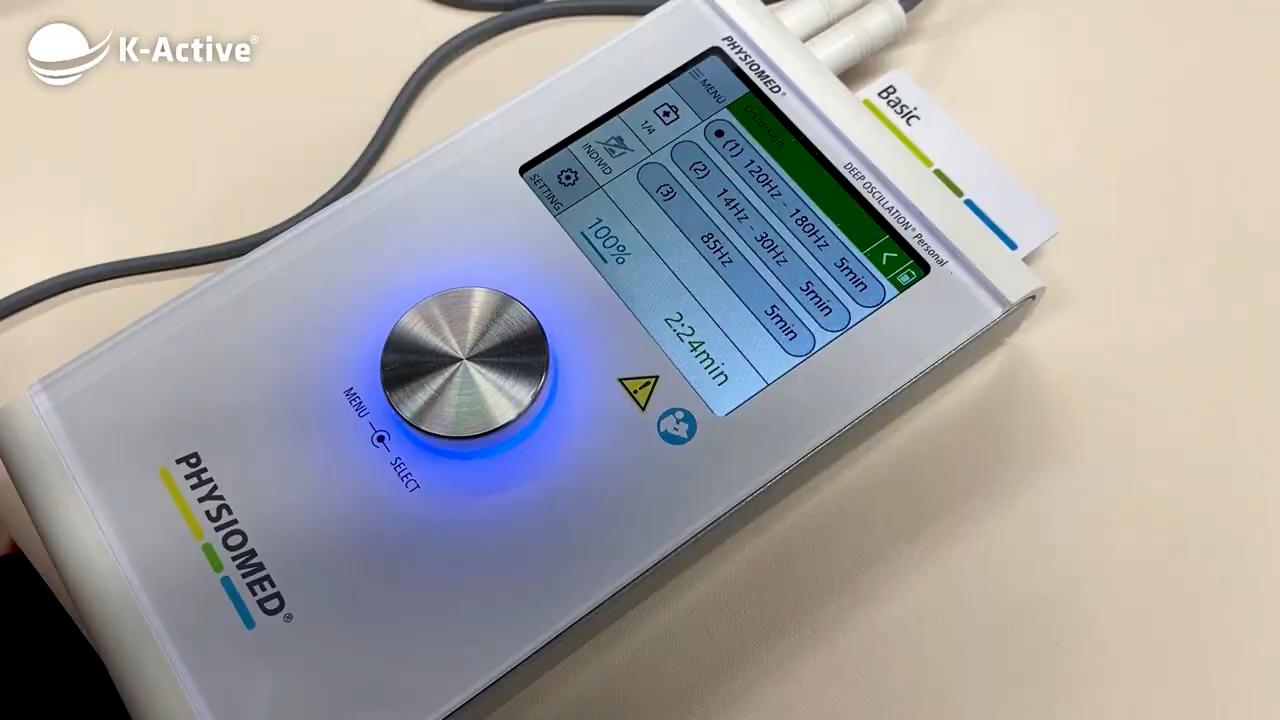 K-Active®
PHYSIOMED®
Basic
DEEP OSCILLATION® Personal
MENÜ
1/4
INDIVID
SETTING
(1) 120Hz - 180Hz 5min
(2) 14Hz - 30Hz 5min
(3) 85Hz 5min
100%
2:24min
MENU
SELECT
PHYSIOMED®